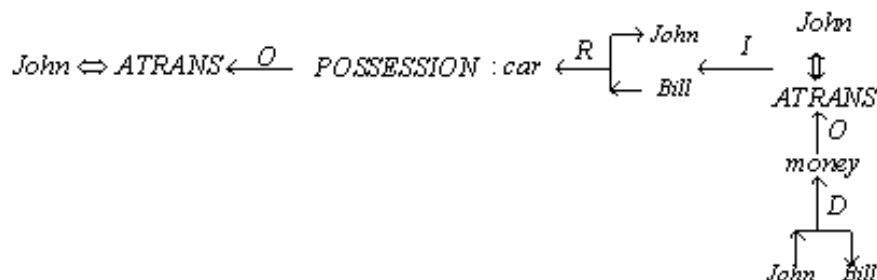 John
John ⇔ ATRANS O POSSESSION : car R John I
Bill
ATRANS
O
money
D
John Bill